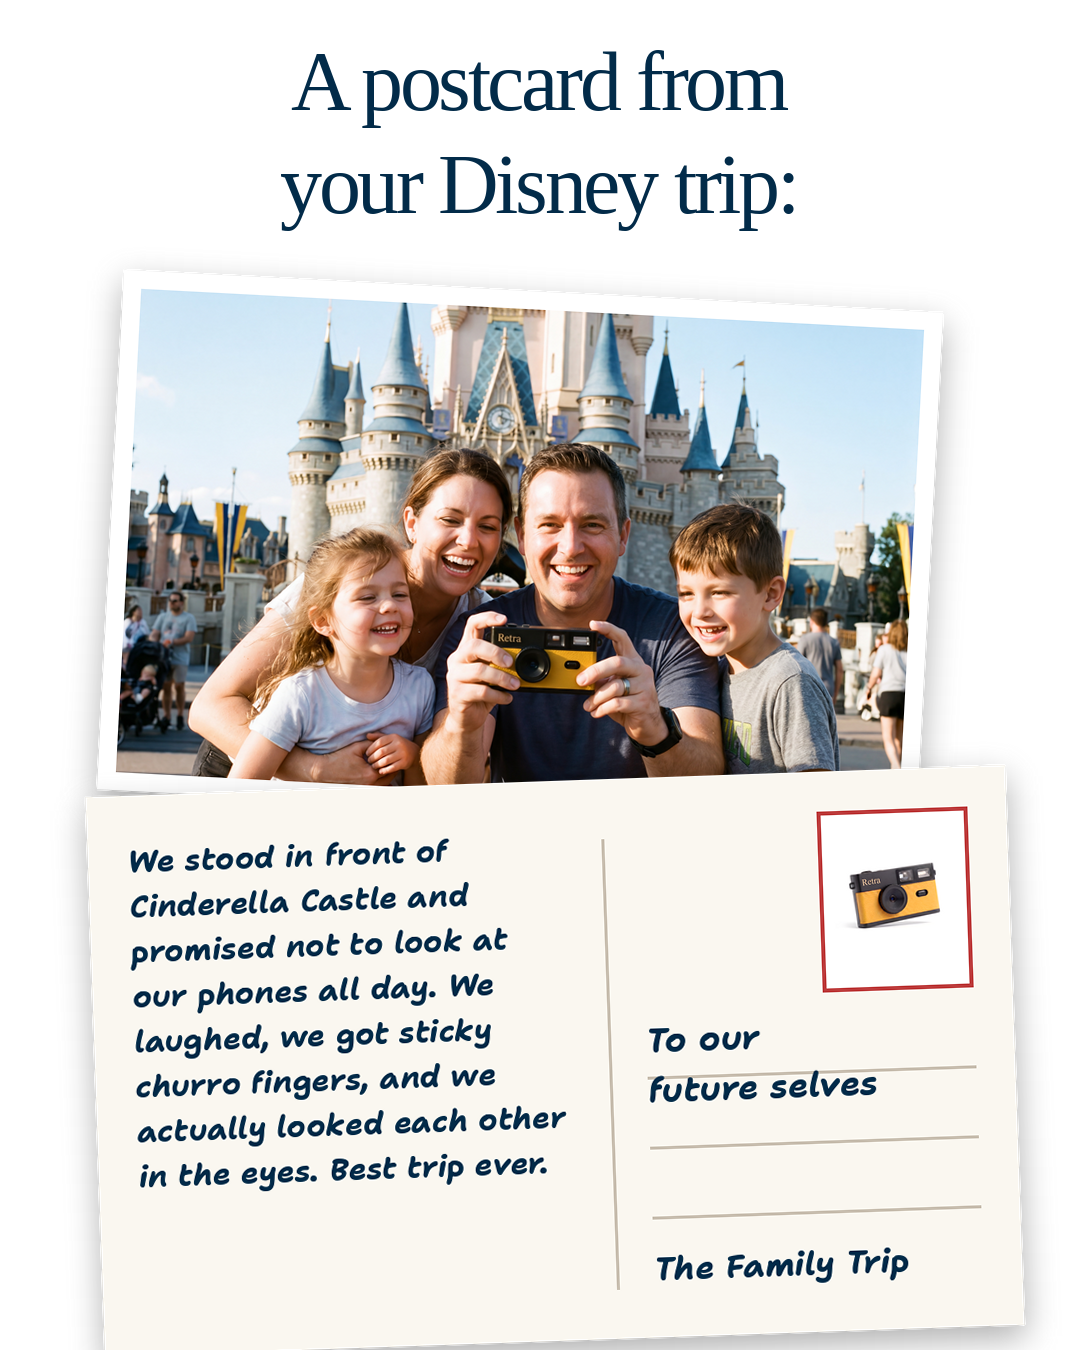 A postcard from
your Disney trip:
Retra
We stood in front of
Cinderella Castle and
promised not to look at
our phones all day. We
laughed, we got sticky
churro fingers, and we
actually looked each other
in the eyes. Best trip ever.
Retra
To our
future selves
The Family Trip